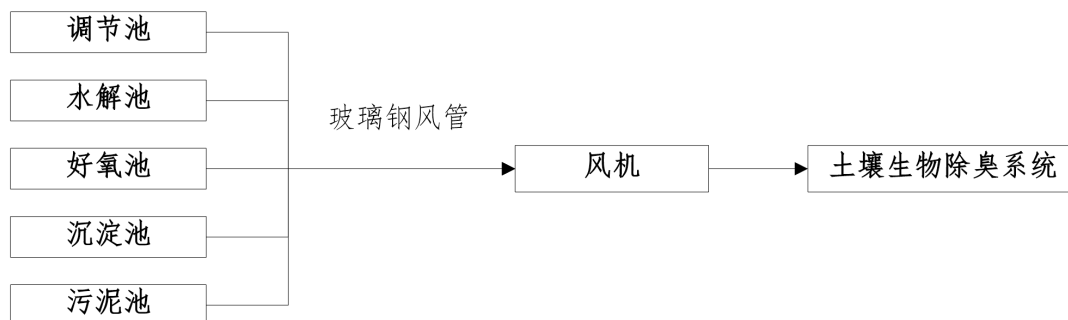 调节池
水解池
玻璃钢风管
好氧池
风机
土壤生物除臭系统
沉淀池
污泥池